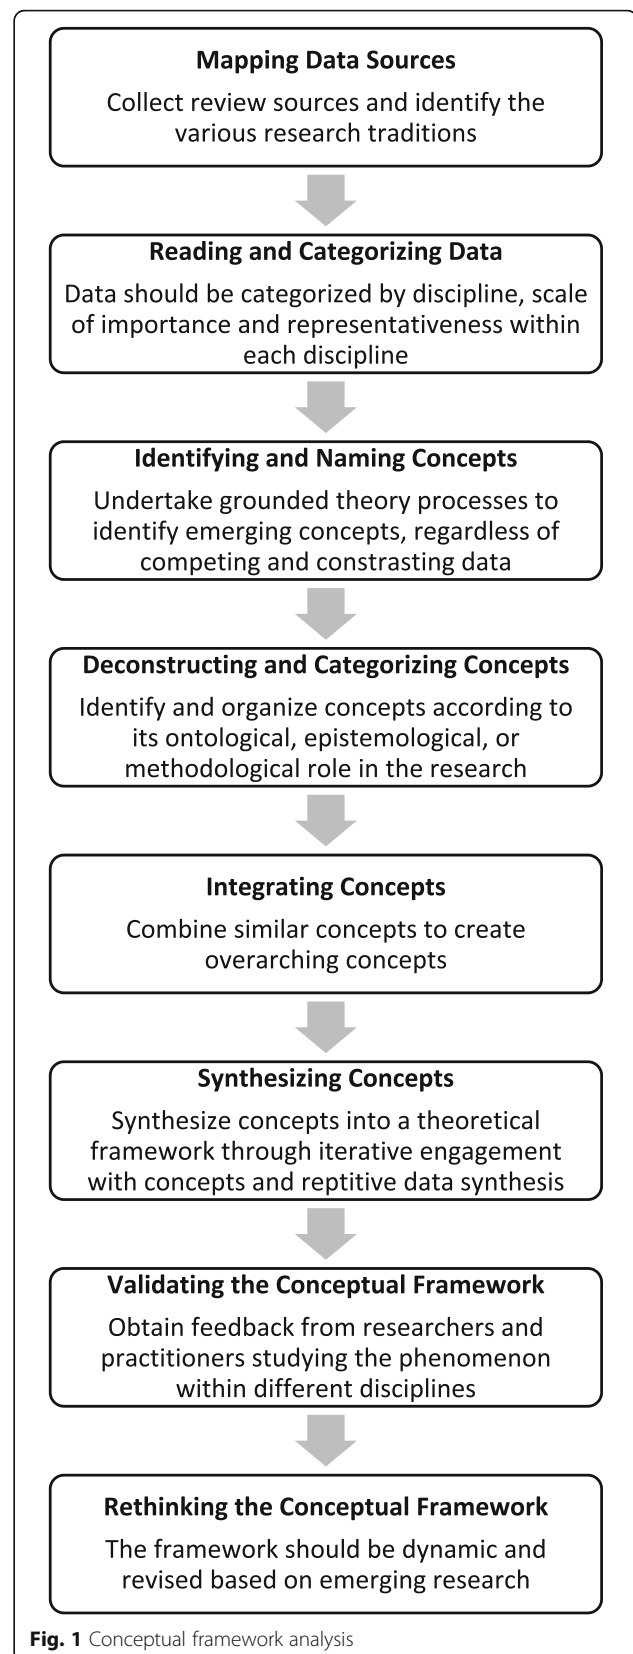 Mapping Data Sources
Collect review sources and identify the
various research traditions
Reading and Categorizing Data
Data should be categorized by discipline, scale
of importance and representativeness within
each discipline
Identifying and Naming Concepts
Undertake grounded theory processes to
identify emerging concepts, regardless of
competing and constrasting data
Deconstructing and Categorizing Concepts
Identify and organize concepts according to
its ontological, epistemological, or
methodological role in the research
Integrating Concepts
Combine similar concepts to create
overarching concepts
Synthesizing Concepts
Synthesize concepts into a theoretical
framework through iterative engagement
with concepts and reptitive data synthesis
Validating the Conceptual Framework
Obtain feedback from researchers and
practitioners studying the phenomenon
within different disciplines
Rethinking the Conceptual Framework
The framework should be dynamic and
revised based on emerging research
Fig. 1 Conceptual framework analysis